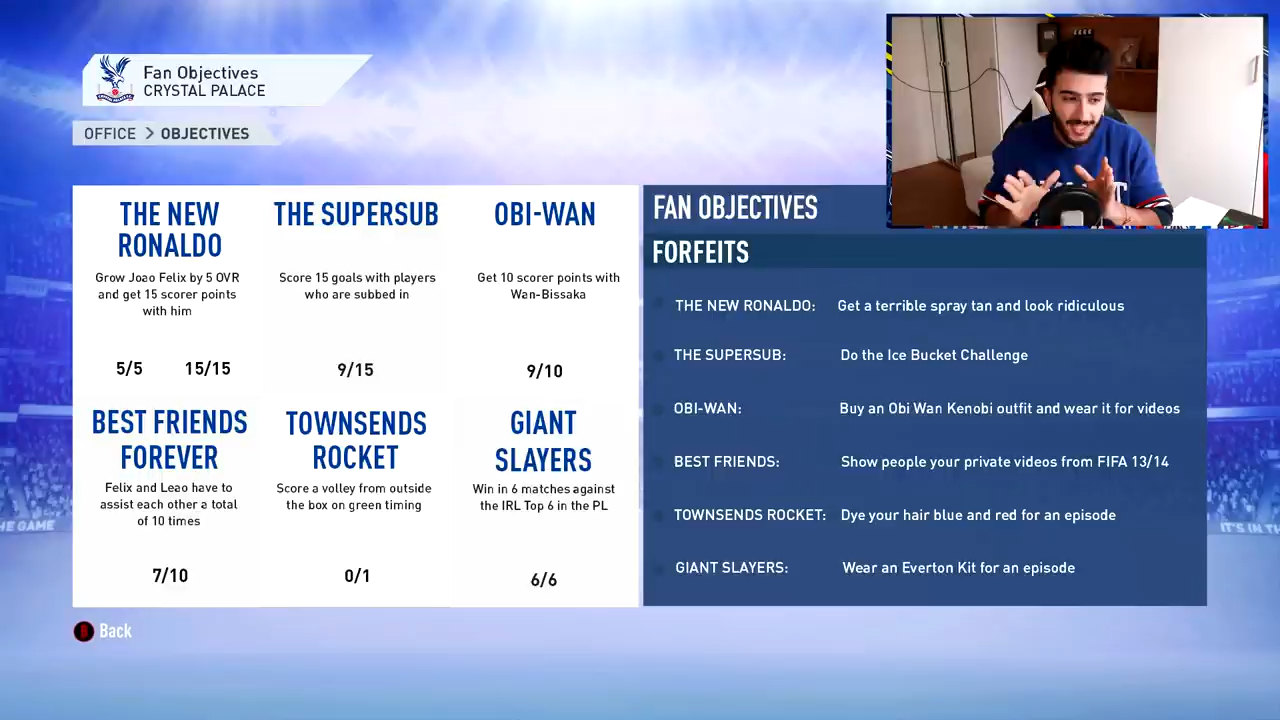 Fan Objectives
CRYSTAL PALACE
OFFICE > OBJECTIVES
THE NEW
RONALDO
Grow Joao Felix by 5 OVR
and get 15 scorer points
with him
5/5 15/15
THE SUPERSUB
Score 15 goals with players
who are subbed in
9/15
OBI-WAN
Get 10 scorer points with
Wan-Bissaka
9/10
BEST FRIENDS
FOREVER
Felix and Leao have to
assist each other a total
of 10 times
7/10
TOWNSENDS
ROCKET
Score a volley from outside
the box on green timing
0/1
GIANT
SLAYERS
Win in 6 matches against
the IRL Top 6 in the PL
6/6
FAN OBJECTIVES
FORFEITS
THE NEW RONALDO: Get a terrible spray tan and look ridiculous
THE SUPERSUB: Do the Ice Bucket Challenge
OBI-WAN: Buy an Obi Wan Kenobi outfit and wear it for videos
BEST FRIENDS: Show people your private videos from FIFA 13/14
TOWNSENDS ROCKET: Dye your hair blue and red for an episode
GIANT SLAYERS: Wear an Everton Kit for an episode
HE GAME
IT'S IN TH
Back